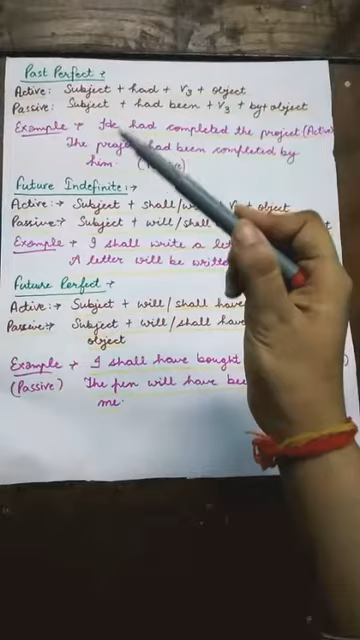 Past Perfect :-
Active: Subject + had + V3 + object
Passive: Subject + had been + V3 + by + object
Example :- had completed the project (Active)
The had been completed by
him.
Future Indefinite :→
Active :→ Subject + shall/ + object
Passive :→ Subject + will/shall
Example :→ I shall write a
A letter will be
Future Perfect :→
Active :→ Subject + will/shall have
Passive :→ Subject + will/shall have
object
Example → I shall have bought
(Passive) The pen will have
me.